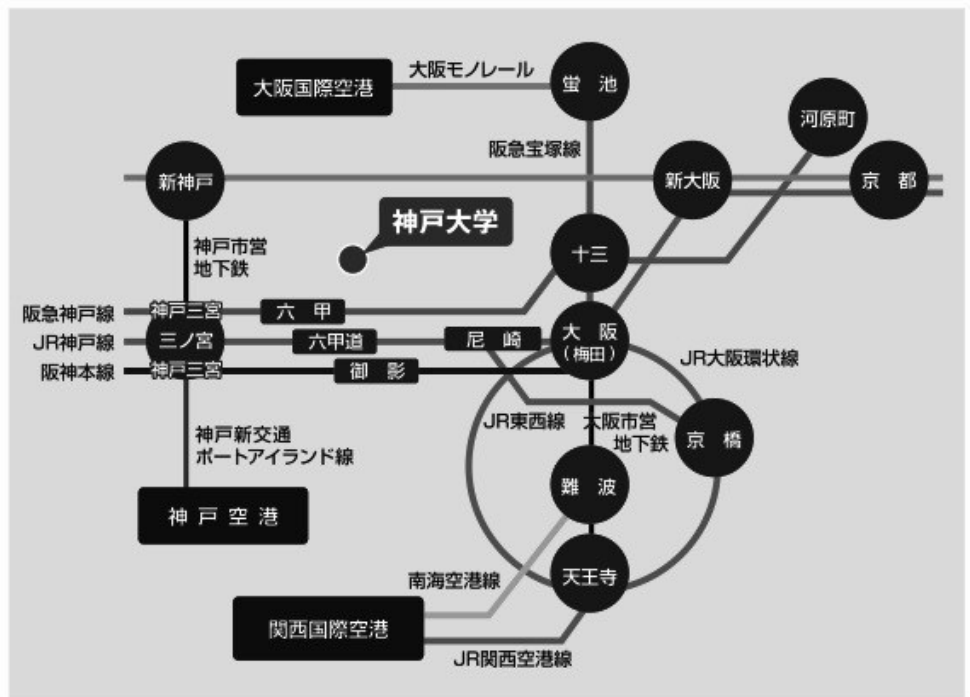 大阪モノレール
大阪国際空港
蛍 池
河原町
阪急宝塚線
新神戸
新大阪
京 都
神戸大学
神戸市営
地下鉄
十三
阪急神戸線
神戸三宮
六 甲
JR神戸線
三ノ宮
六甲道
尼 崎
大 阪
(梅田)
JR大阪環状線
阪神本線
神戸三宮
御 影
JR東西線
大阪市営
地下鉄
京 橋
神戸新交通
ポートアイランド線
難 波
神戸空港
天王寺
南海空港線
関西国際空港
JR関西空港線